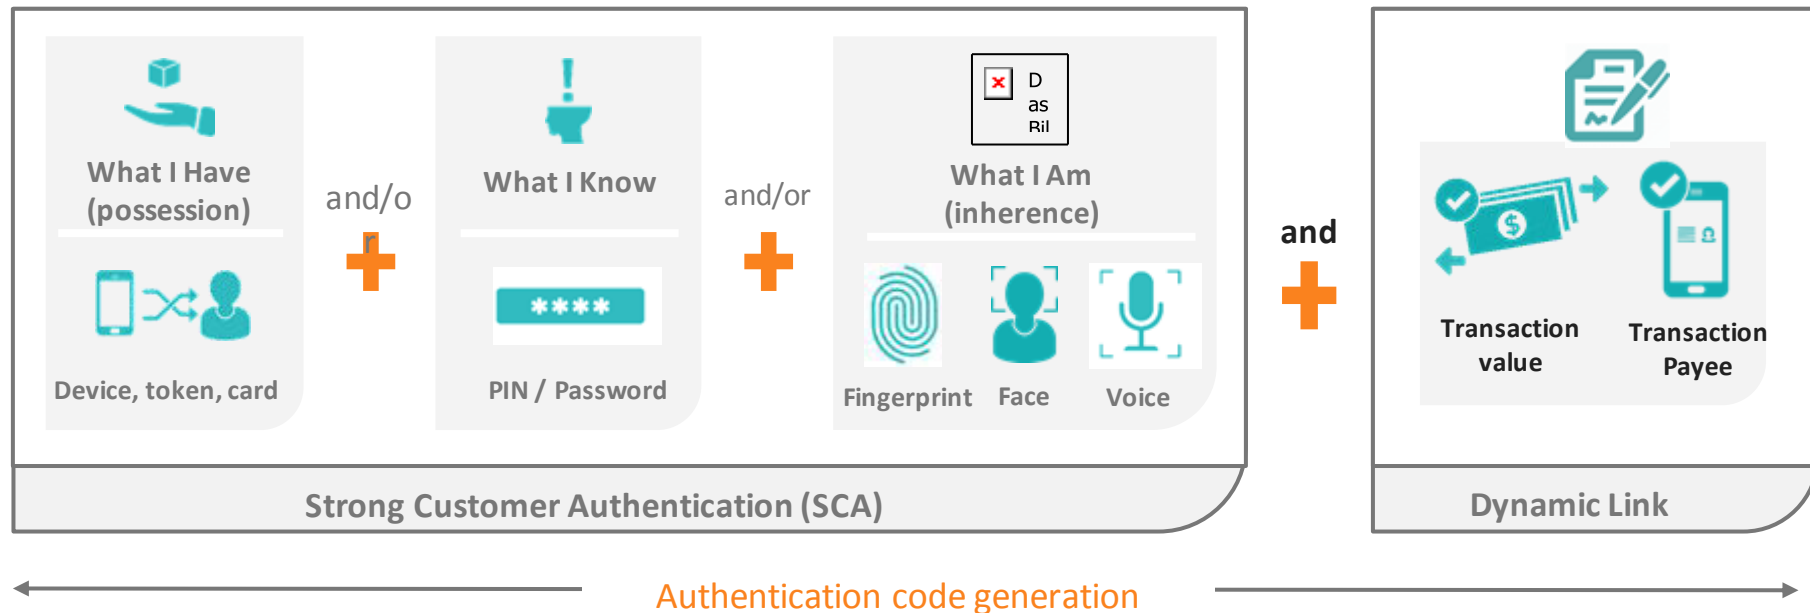 What I Have
(possession)
Device, token, card
and/o
r
What I Know
****
PIN / Password
and/or
D
as
Bil
What I Am
(inherence)
Fingerprint
Face
Voice
Strong Customer Authentication (SCA)
and
$
Transaction
value
Transaction
Payee
Dynamic Link
Authentication code generation